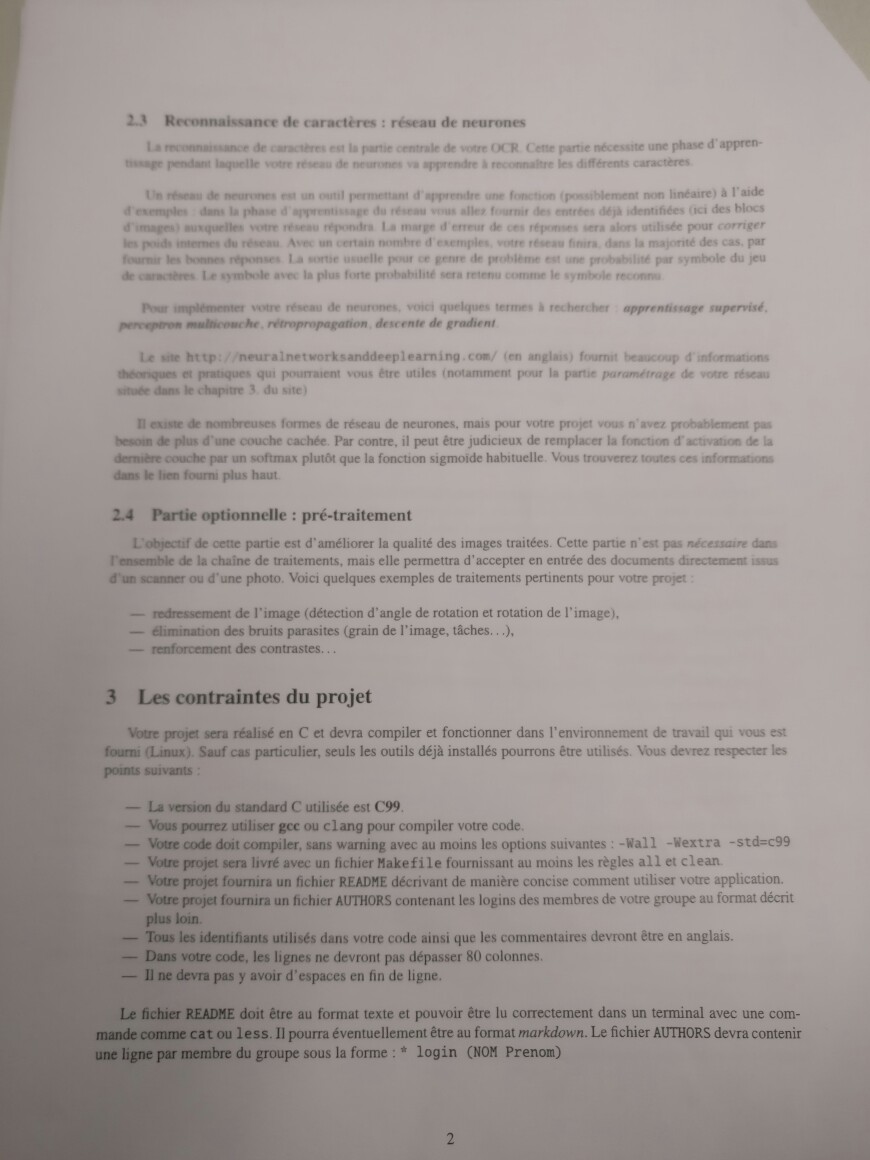 2.3 Reconnaissance de caractères : réseau de neurones
La reconnaissance de caractères est la partie centrale de votre OCR. Cette partie nécessite une phase d'appren-
tissage pendant laquelle votre réseau de neurones va apprendre à reconnaître les différents caractères.
Un réseau de neurones est un outil permettant d'apprendre une fonction (possiblement non linéaire) à l'aide
d'exemples : dans la phase d'apprentissage du réseau vous allez fournir des entrées déjà identifiées (ici des blocs
d'images) auxquelles votre réseau répondra. La marge d'erreur de ces réponses sera alors utilisée pour corriger
les poids internes du réseau. Avec un certain nombre d'exemples, votre réseau finira, dans la majorité des cas, par
fournir les bonnes réponses. La sortie usuelle pour ce genre de problème est une probabilité par symbole du jeu
de caractères. Le symbole avec la plus forte probabilité sera retenu comme le symbole reconnu.
Pour implémenter votre réseau de neurones, voici quelques termes à rechercher : apprentissage supervisé,
perceptron multicouche, rétropropagation, descente de gradient.
Le site http://neuralnetworksanddeeplearning.com/ (en anglais) fournit beaucoup d'informations
théoriques et pratiques qui pourraient vous être utiles (notamment pour la partie paramétrage de votre réseau
située dans le chapitre 3. du site)
Il existe de nombreuses formes de réseau de neurones, mais pour votre projet vous n'avez probablement pas
besoin de plus d'une couche cachée. Par contre, il peut être judicieux de remplacer la fonction d'activation de la
dernière couche par un softmax plutôt que la fonction sigmoïde habituelle. Vous trouverez toutes ces informations
dans le lien fourni plus haut.
2.4 Partie optionnelle : pré-traitement
L'objectif de cette partie est d'améliorer la qualité des images traitées. Cette partie n'est pas nécessaire dans
l'ensemble de la chaîne de traitements, mais elle permettra d'accepter en entrée des documents directement issus
d'un scanner ou d'une photo. Voici quelques exemples de traitements pertinents pour votre projet :
— redressement de l'image (détection d'angle de rotation et rotation de l'image),
— élimination des bruits parasites (grain de l'image, tâches...),
— renforcement des contrastes...
3 Les contraintes du projet
Votre projet sera réalisé en C et devra compiler et fonctionner dans l'environnement de travail qui vous est
fourni (Linux). Sauf cas particulier, seuls les outils déjà installés pourrons être utilisés. Vous devrez respecter les
points suivants :
— La version du standard C utilisée est C99.
— Vous pourrez utiliser gcc ou clang pour compiler votre code.
— Votre code doit compiler, sans warning avec au moins les options suivantes : -Wall -Wextra -std=c99
— Votre projet sera livré avec un fichier Makefile fournissant au moins les règles all et clean.
— Votre projet fournira un fichier README décrivant de manière concise comment utiliser votre application.
— Votre projet fournira un fichier AUTHORS contenant les logins des membres de votre groupe au format décrit
plus loin.
— Tous les identifiants utilisés dans votre code ainsi que les commentaires devront être en anglais.
— Dans votre code, les lignes ne devront pas dépasser 80 colonnes.
— Il ne devra pas y avoir d'espaces en fin de ligne.
Le fichier README doit être au format texte et pouvoir être lu correctement dans un terminal avec une com-
mande comme cat ou less. Il pourra éventuellement être au format markdown. Le fichier AUTHORS devra contenir
une ligne par membre du groupe sous la forme : * login (NOM Prenom)
2